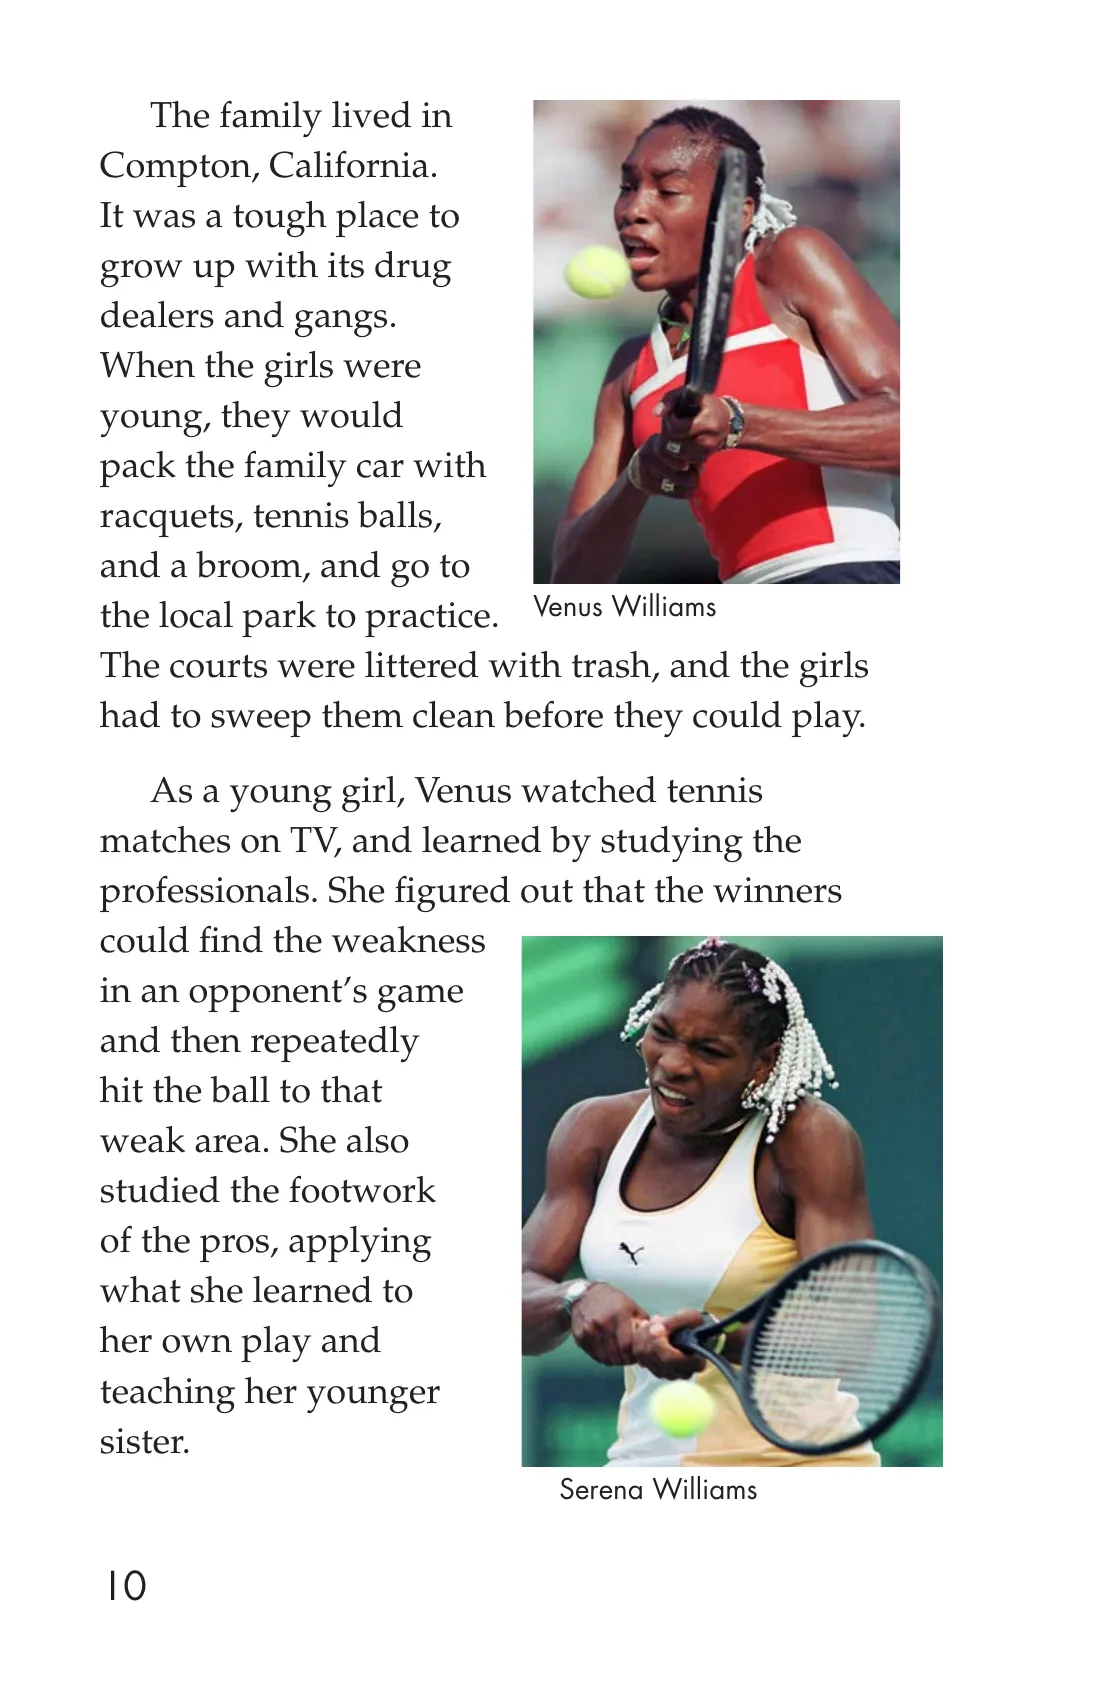 The family lived in
Compton, California.
It was a tough place to
grow up with its drug
dealers and gangs.
When the girls were
young, they would
pack the family car with
racquets, tennis balls,
and a broom, and go to
the local park to practice.
Venus Williams
The courts were littered with trash, and the girls
had to sweep them clean before they could play.
As a young girl, Venus watched tennis
matches on TV, and learned by studying the
professionals. She figured out that the winners
could find the weakness
in an opponent’s game
and then repeatedly
hit the ball to that
weak area. She also
studied the footwork
of the pros, applying
what she learned to
her own play and
teaching her younger
sister.
Serena Williams
10